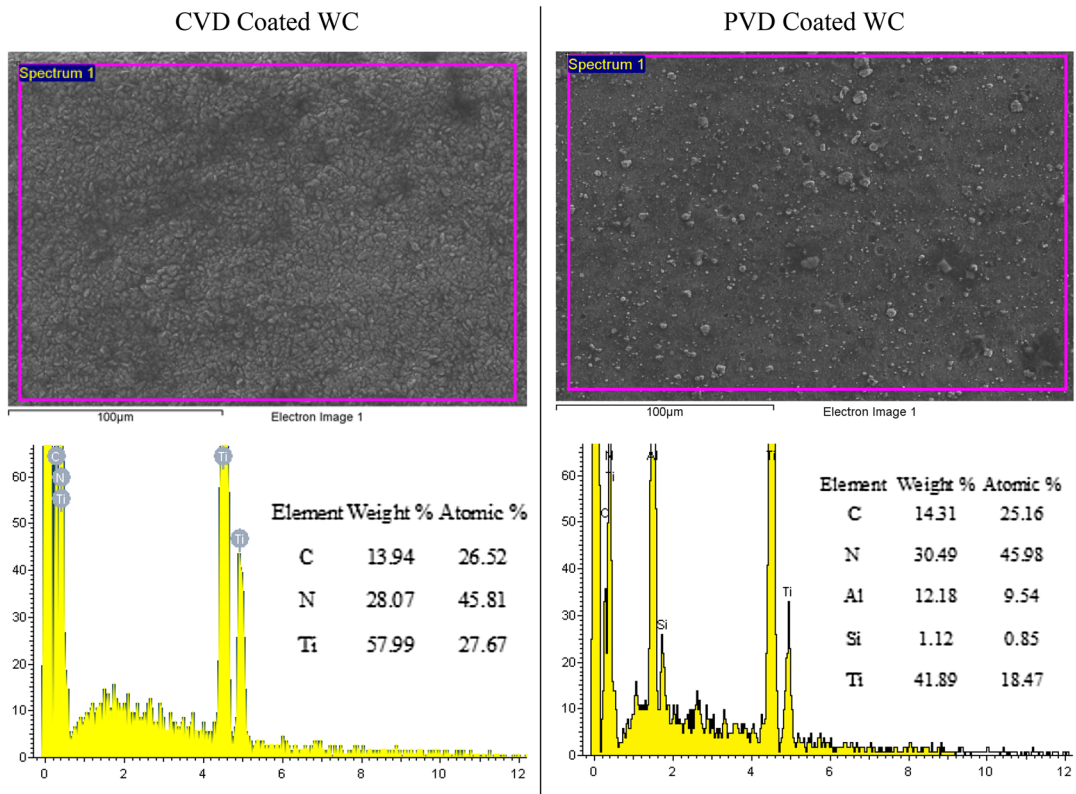 CVD Coated WC
Spectrum 1
100µm Electron Image 1
60
50
40
30
20
10
0
0 2 4 6 8 10 12
C
N
Ti
Ti
Ti
Element Weight % Atomic %
C 13.94 26.52
N 28.07 45.81
Ti 57.99 27.67
PVD Coated WC
Spectrum 1
100µm Electron Image 1
60
50
40
30
20
10
0
0 2 4 6 8 10 12
N
Ti
C
Al
Si
Ti
Ti
Element Weight % Atomic %
C 14.31 25.16
N 30.49 45.98
Al 12.18 9.54
Si 1.12 0.85
Ti 41.89 18.47